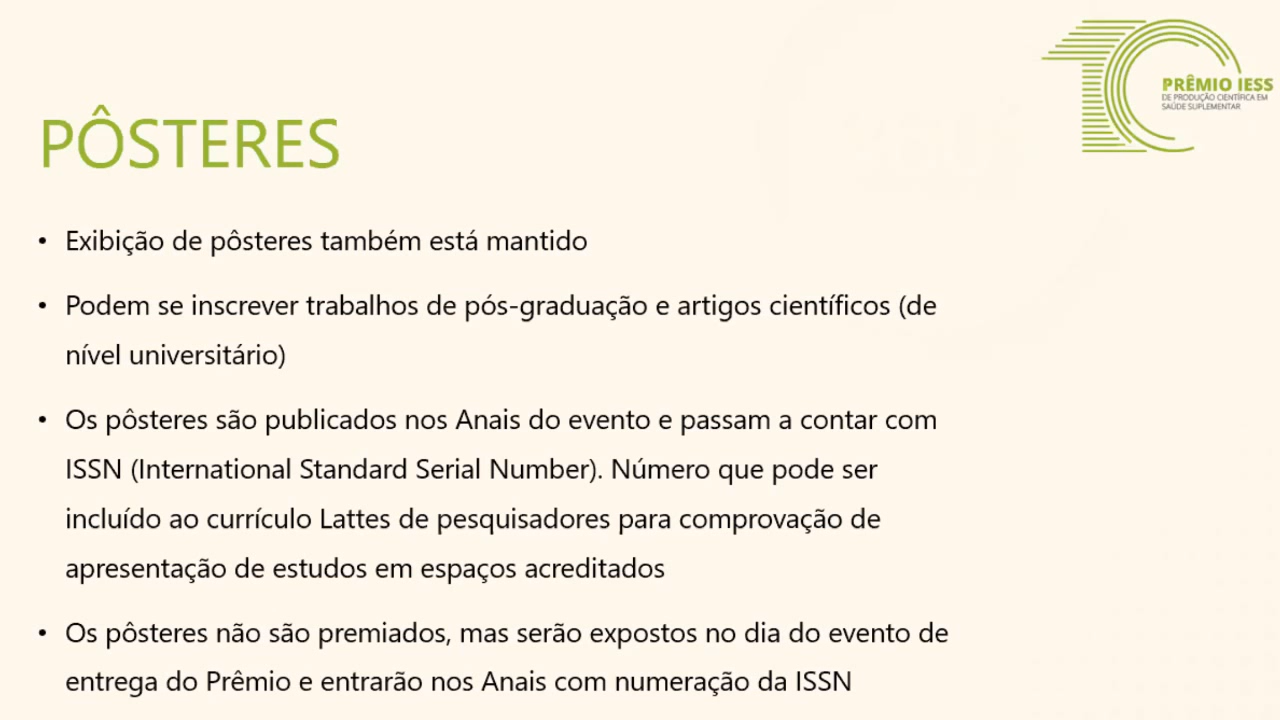 PRÊMIO IESS
DE PRODUÇÃO CIENTÍFICA EM
SAÚDE SUPLEMENTAR
PÔSTERES
• Exibição de pôsteres também está mantido
• Podem se inscrever trabalhos de pós-graduação e artigos científicos (de
nível universitário)
• Os pôsteres são publicados nos Anais do evento e passam a contar com
ISSN (International Standard Serial Number). Número que pode ser
incluído ao currículo Lattes de pesquisadores para comprovação de
apresentação de estudos em espaços acreditados
• Os pôsteres não são premiados, mas serão expostos no dia do evento de
entrega do Prêmio e entrarão nos Anais com numeração da ISSN